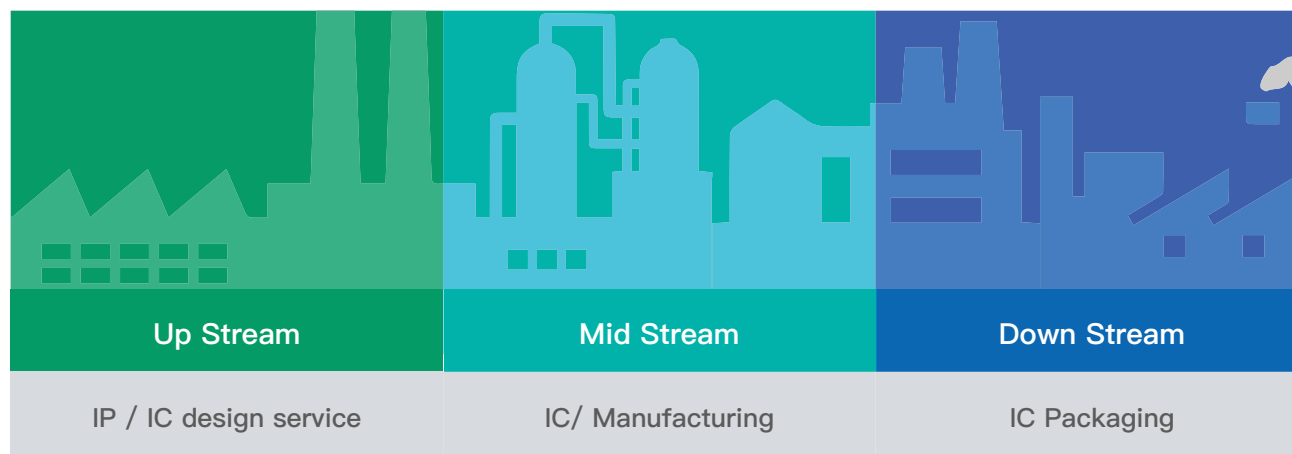 Up Stream
Mid Stream
Down Stream
IP / IC design service
IC/ Manufacturing
IC Packaging